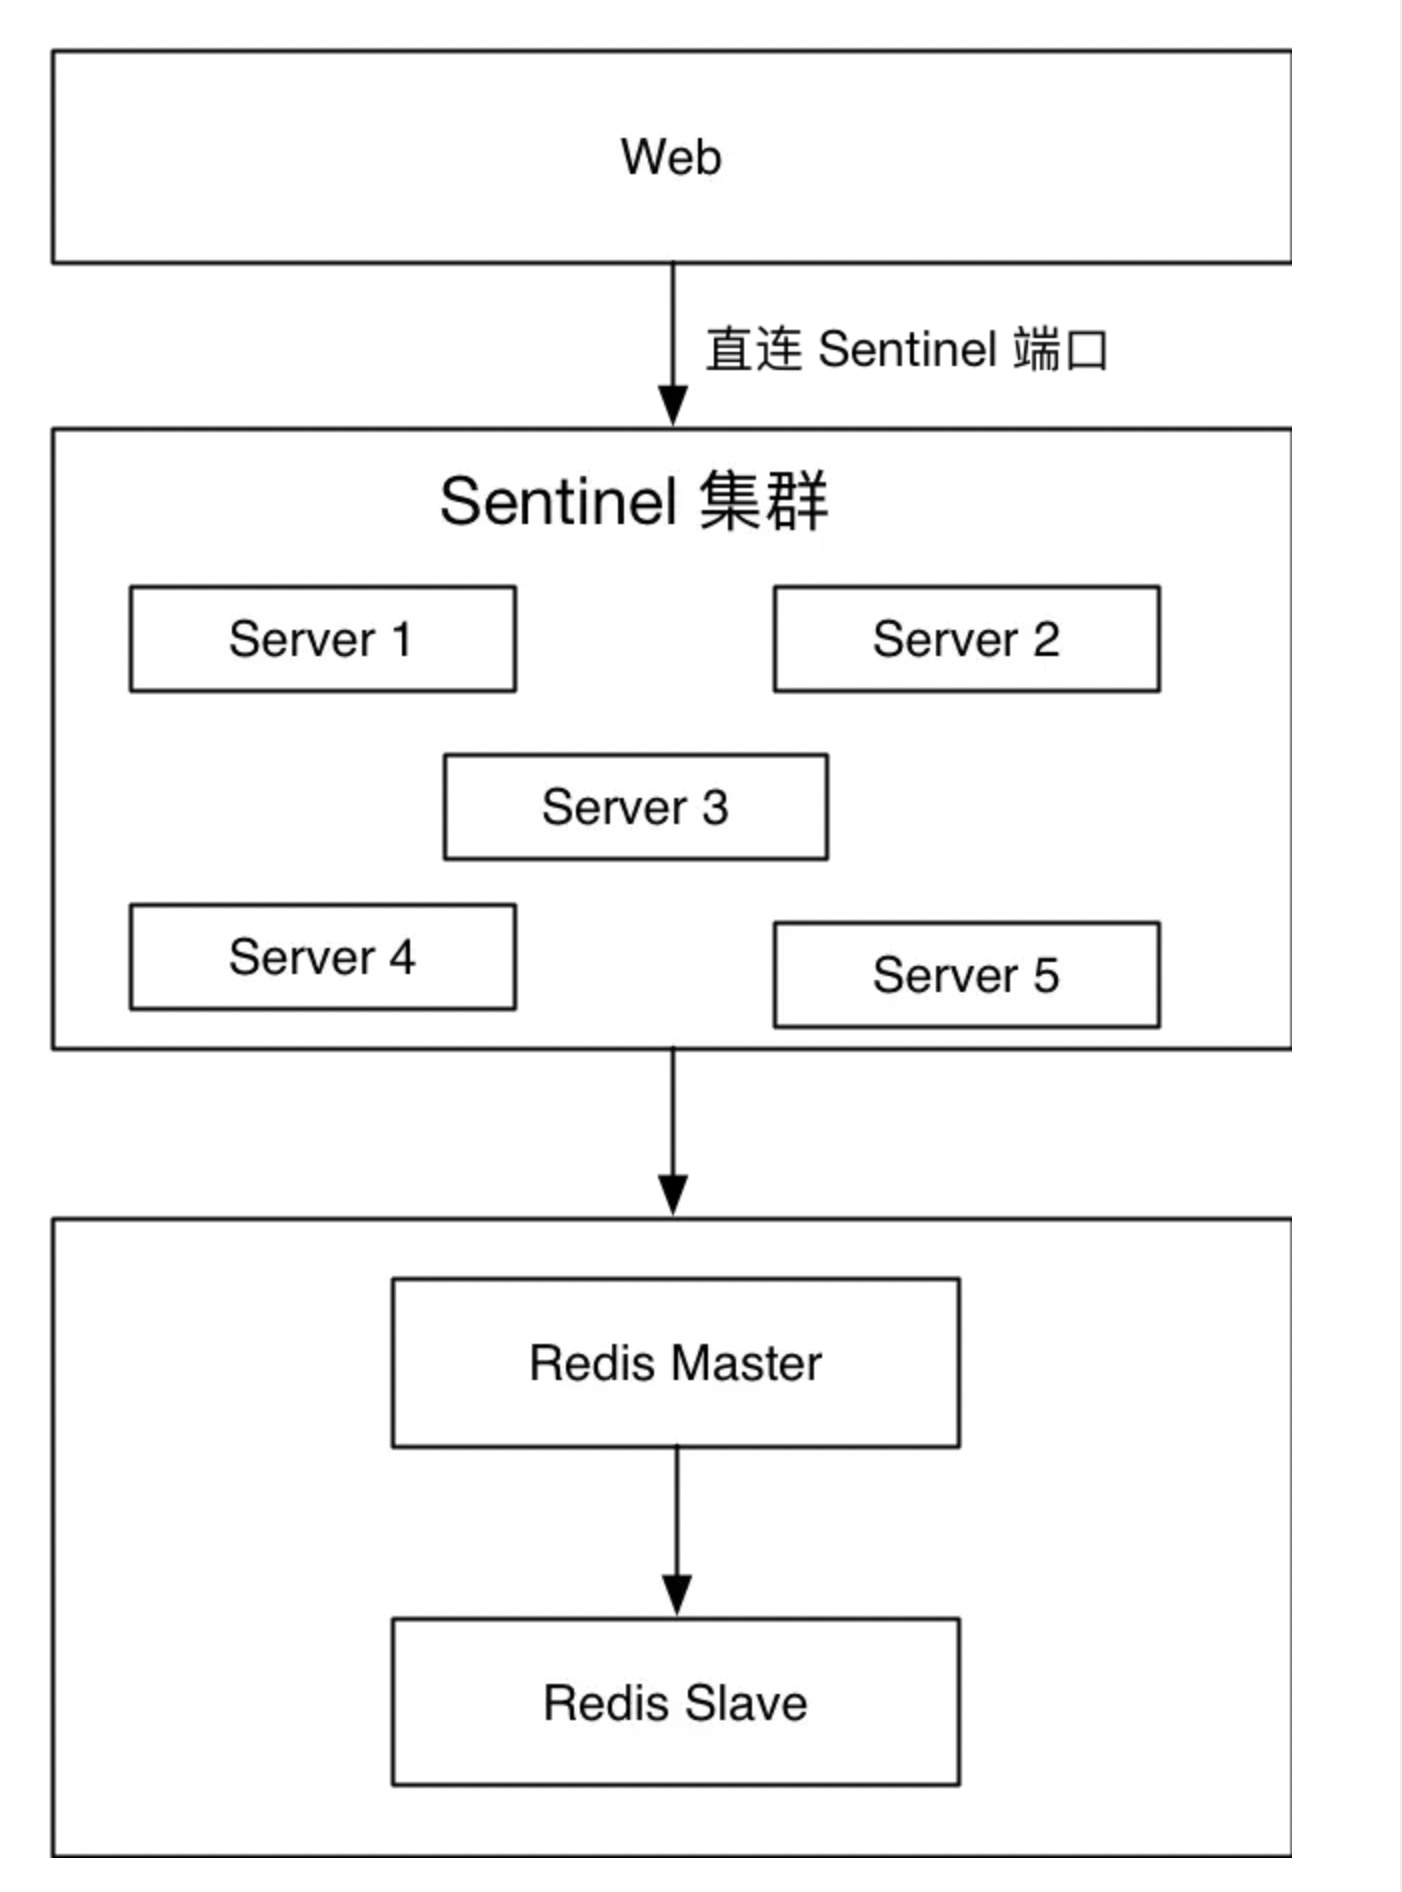 Web
直连 Sentinel 端口
Sentinel 集群
Server 1
Server 2
Server 3
Server 4
Server 5
Redis Master
Redis Slave